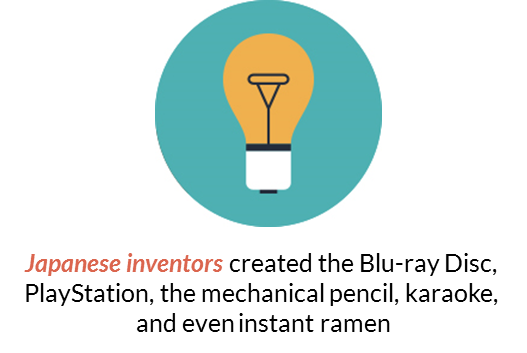 Japanese inventors created the Blu-ray Disc,
PlayStation, the mechanical pencil, karaoke,
and even instant ramen